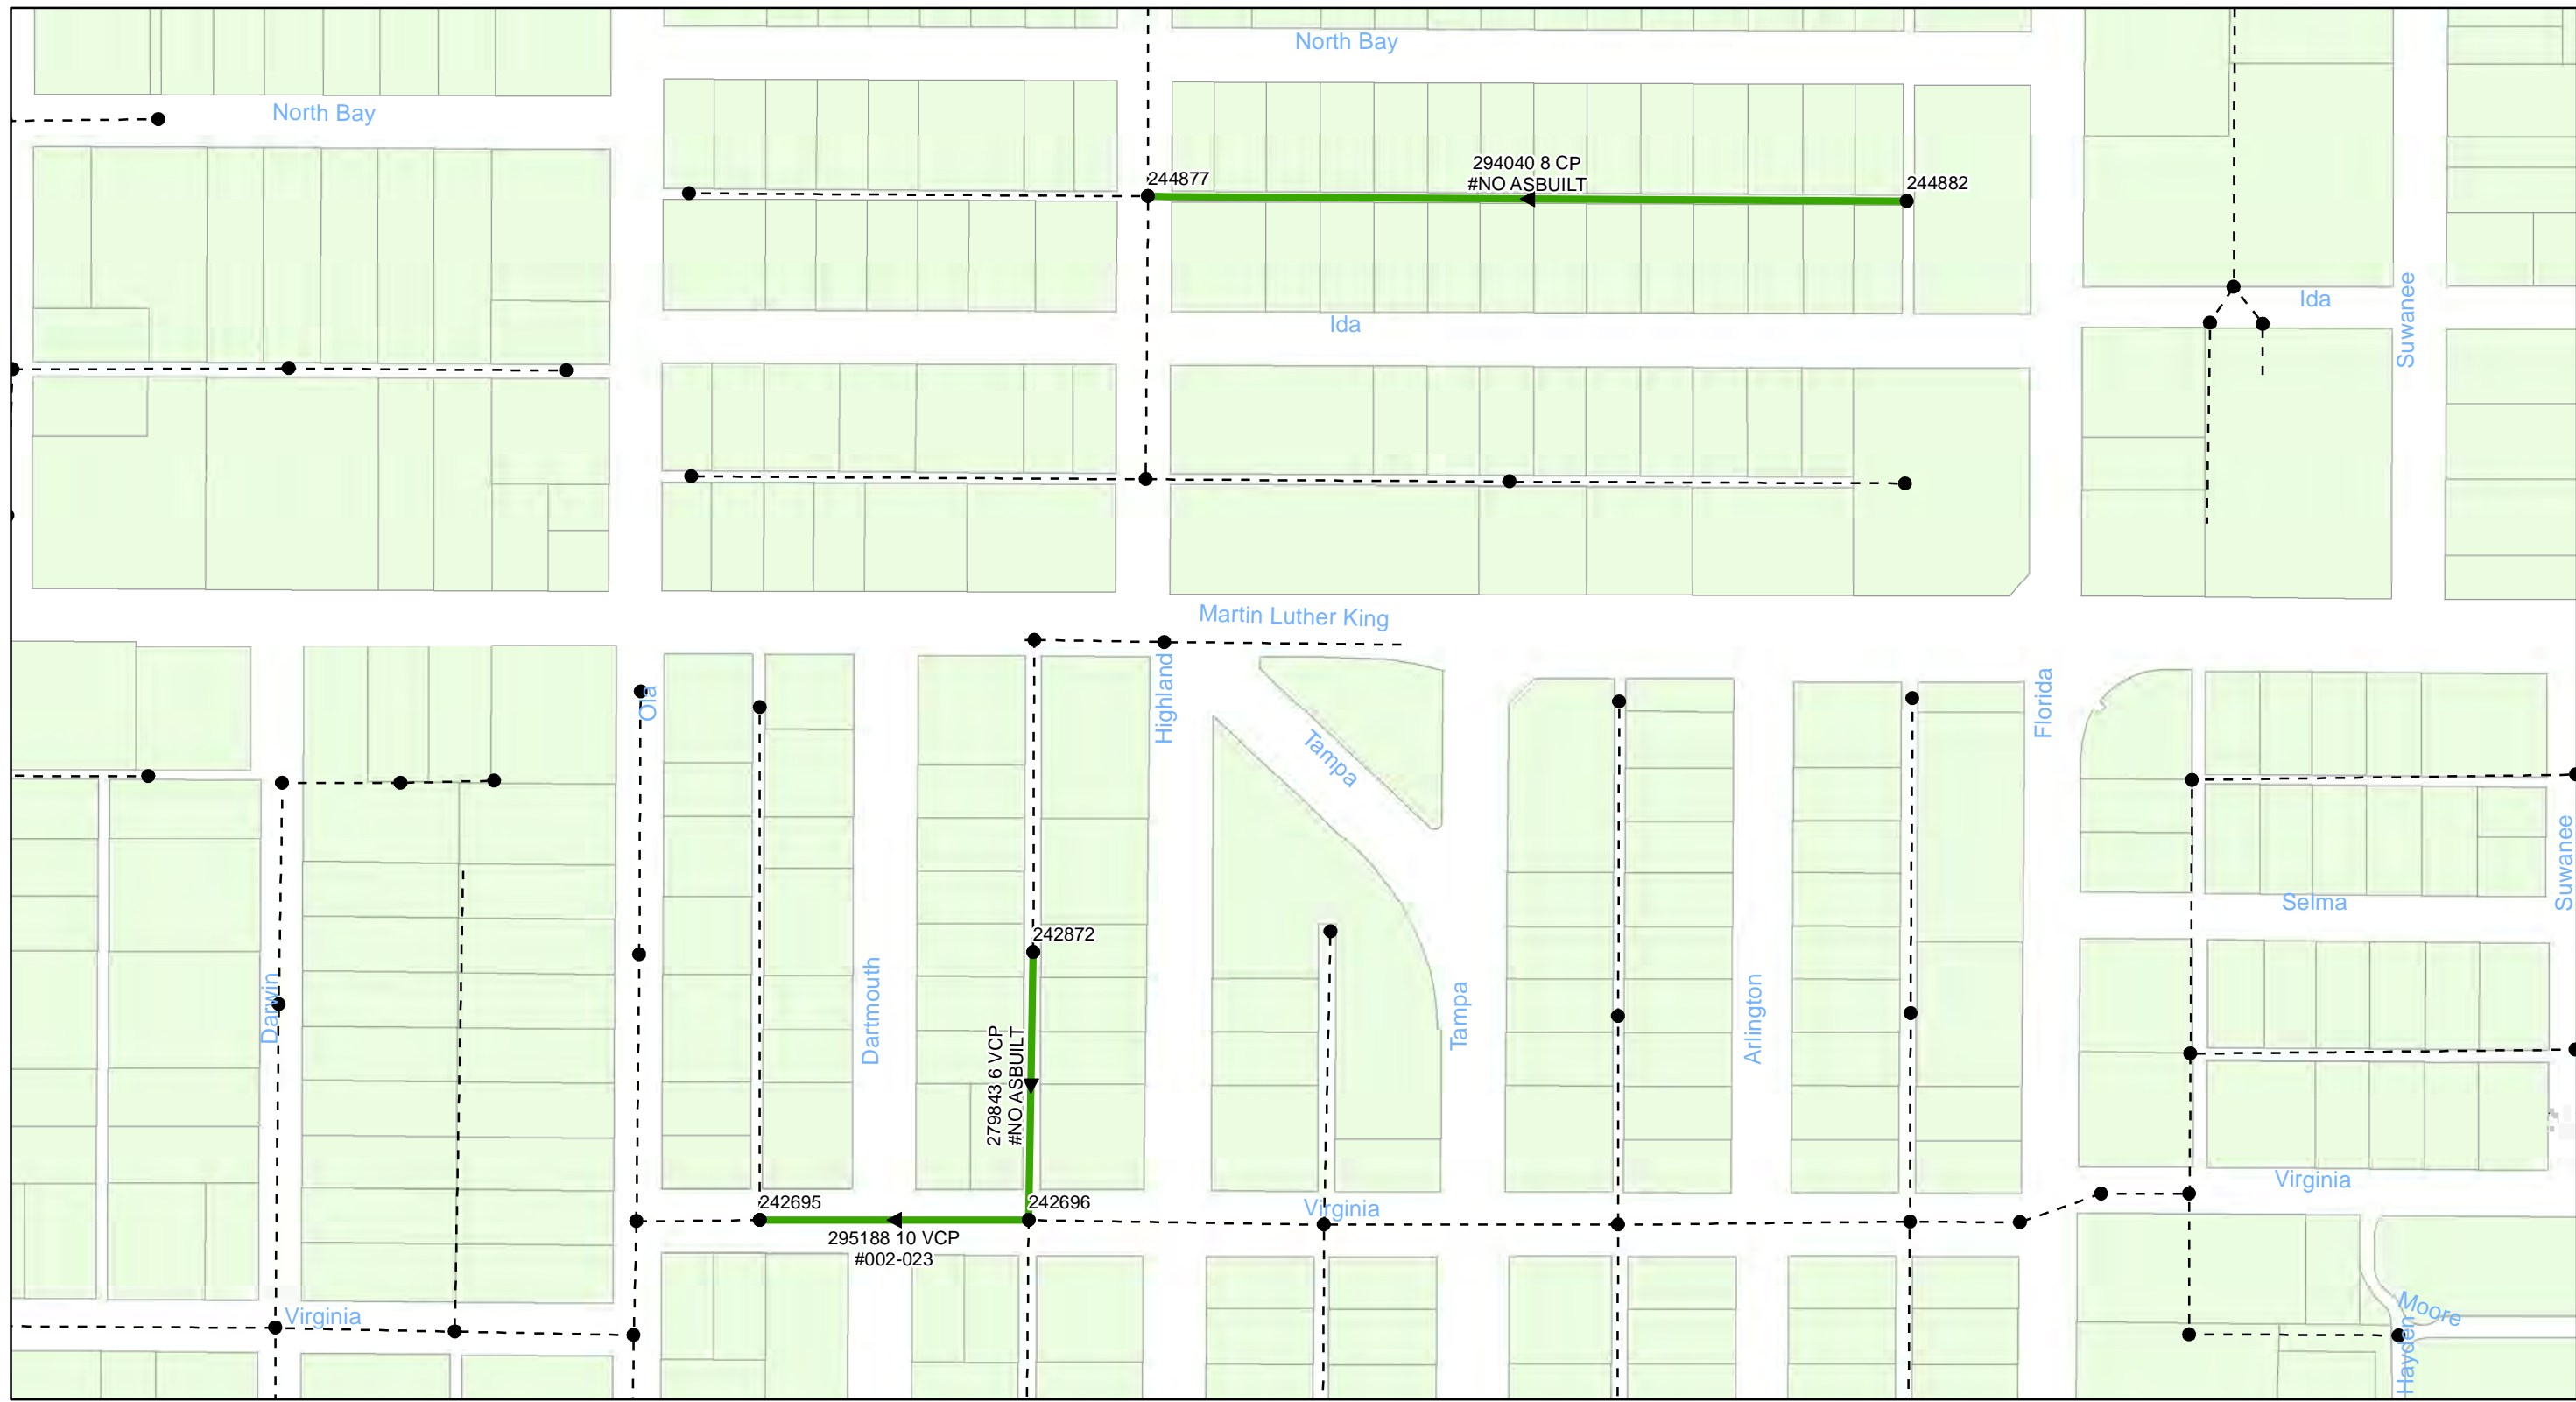 North Bay
North Bay
294040 8 CP
#NO ASBUILT
244877
244882
Ida
Ida
Suwanee
Martin Luther King
Ola
Highland
Florida
Tampa
Suwanee
Selma
242872
Darwin
Dartmouth
Tampa
Arlington
279843 6 VCP
#NO ASBUILT
Virginia
242695
242696
Virginia
295188 10 VCP
#002-023
Virginia
Moore
Hayden